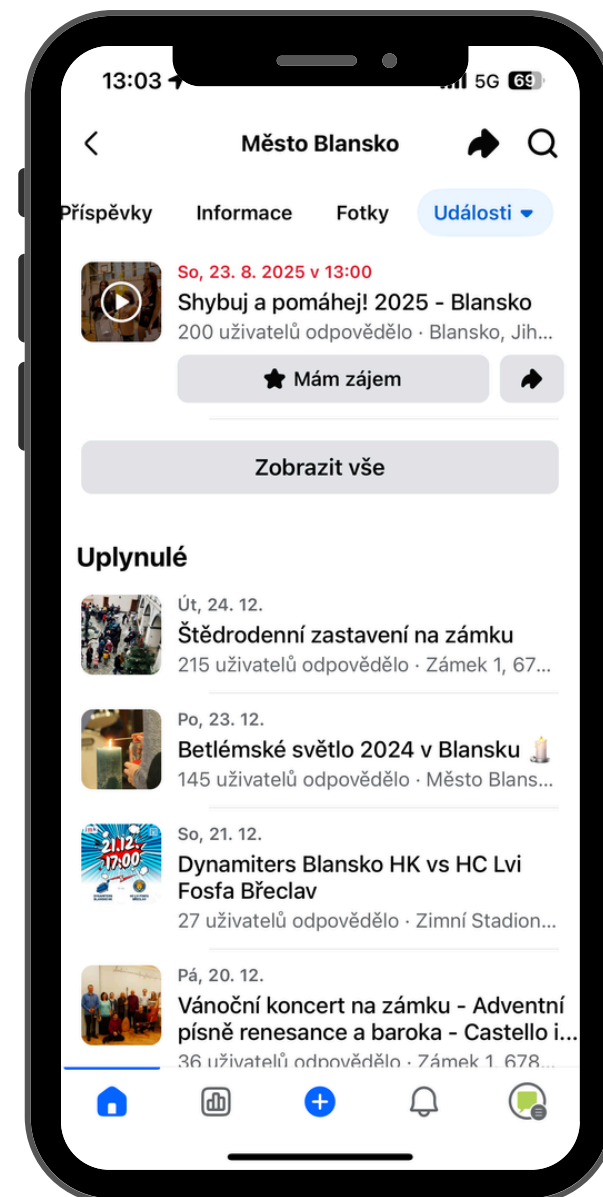 13:03 5G 69
Město Blansko
Příspěvky Informace Fotky Události
So, 23. 8. 2025 v 13:00
Shybuj a pomáhej! 2025 - Blansko
200 uživatelů odpovědělo · Blansko, Jih...
Mám zájem
Zobrazit vše
Uplynulé
Út, 24. 12.
Štědrodenní zastavení na zámku
215 uživatelů odpovědělo · Zámek 1, 67...
Po, 23. 12.
Betlémské světlo 2024 v Blansku 🕯️
145 uživatelů odpovědělo · Město Blans...
21.12.
17:00
So, 21. 12.
Dynamiters Blansko HK vs HC Lvi
Fosfa Břeclav
27 uživatelů odpovědělo · Zimní Stadion...
Pá, 20. 12.
Vánoční koncert na zámku - Adventní
písně renesance a baroka - Castello i...
36 uživatelů odpovědělo · Zámek 1, 678...